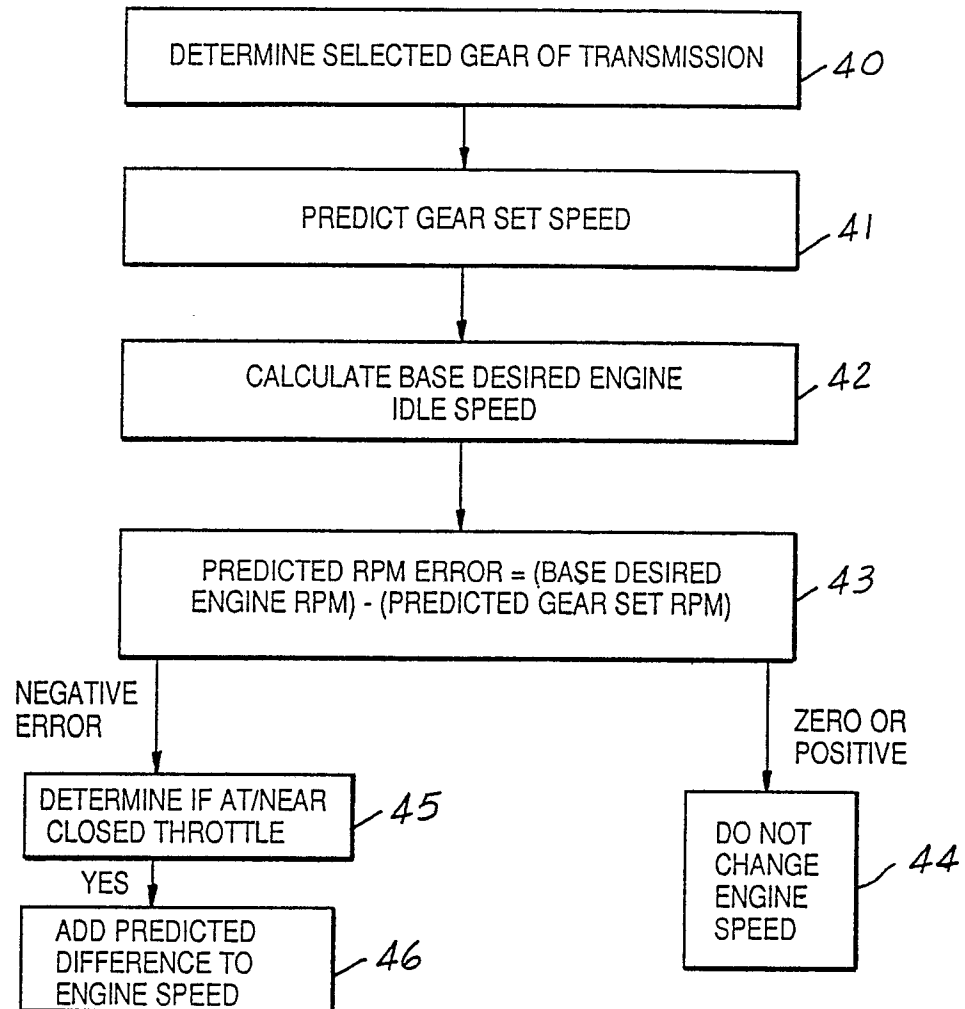 DETERMINE SELECTED GEAR OF TRANSMISSION
40
PREDICT GEAR SET SPEED
41
CALCULATE BASE DESIRED ENGINE
IDLE SPEED
42
PREDICTED RPM ERROR = (BASE DESIRED
ENGINE RPM) - (PREDICTED GEAR SET RPM)
43
NEGATIVE
ERROR
ZERO OR
POSITIVE
DETERMINE IF AT/NEAR
CLOSED THROTTLE
45
DO NOT
CHANGE
ENGINE
SPEED
44
YES
ADD PREDICTED
DIFFERENCE TO
ENGINE SPEED
46